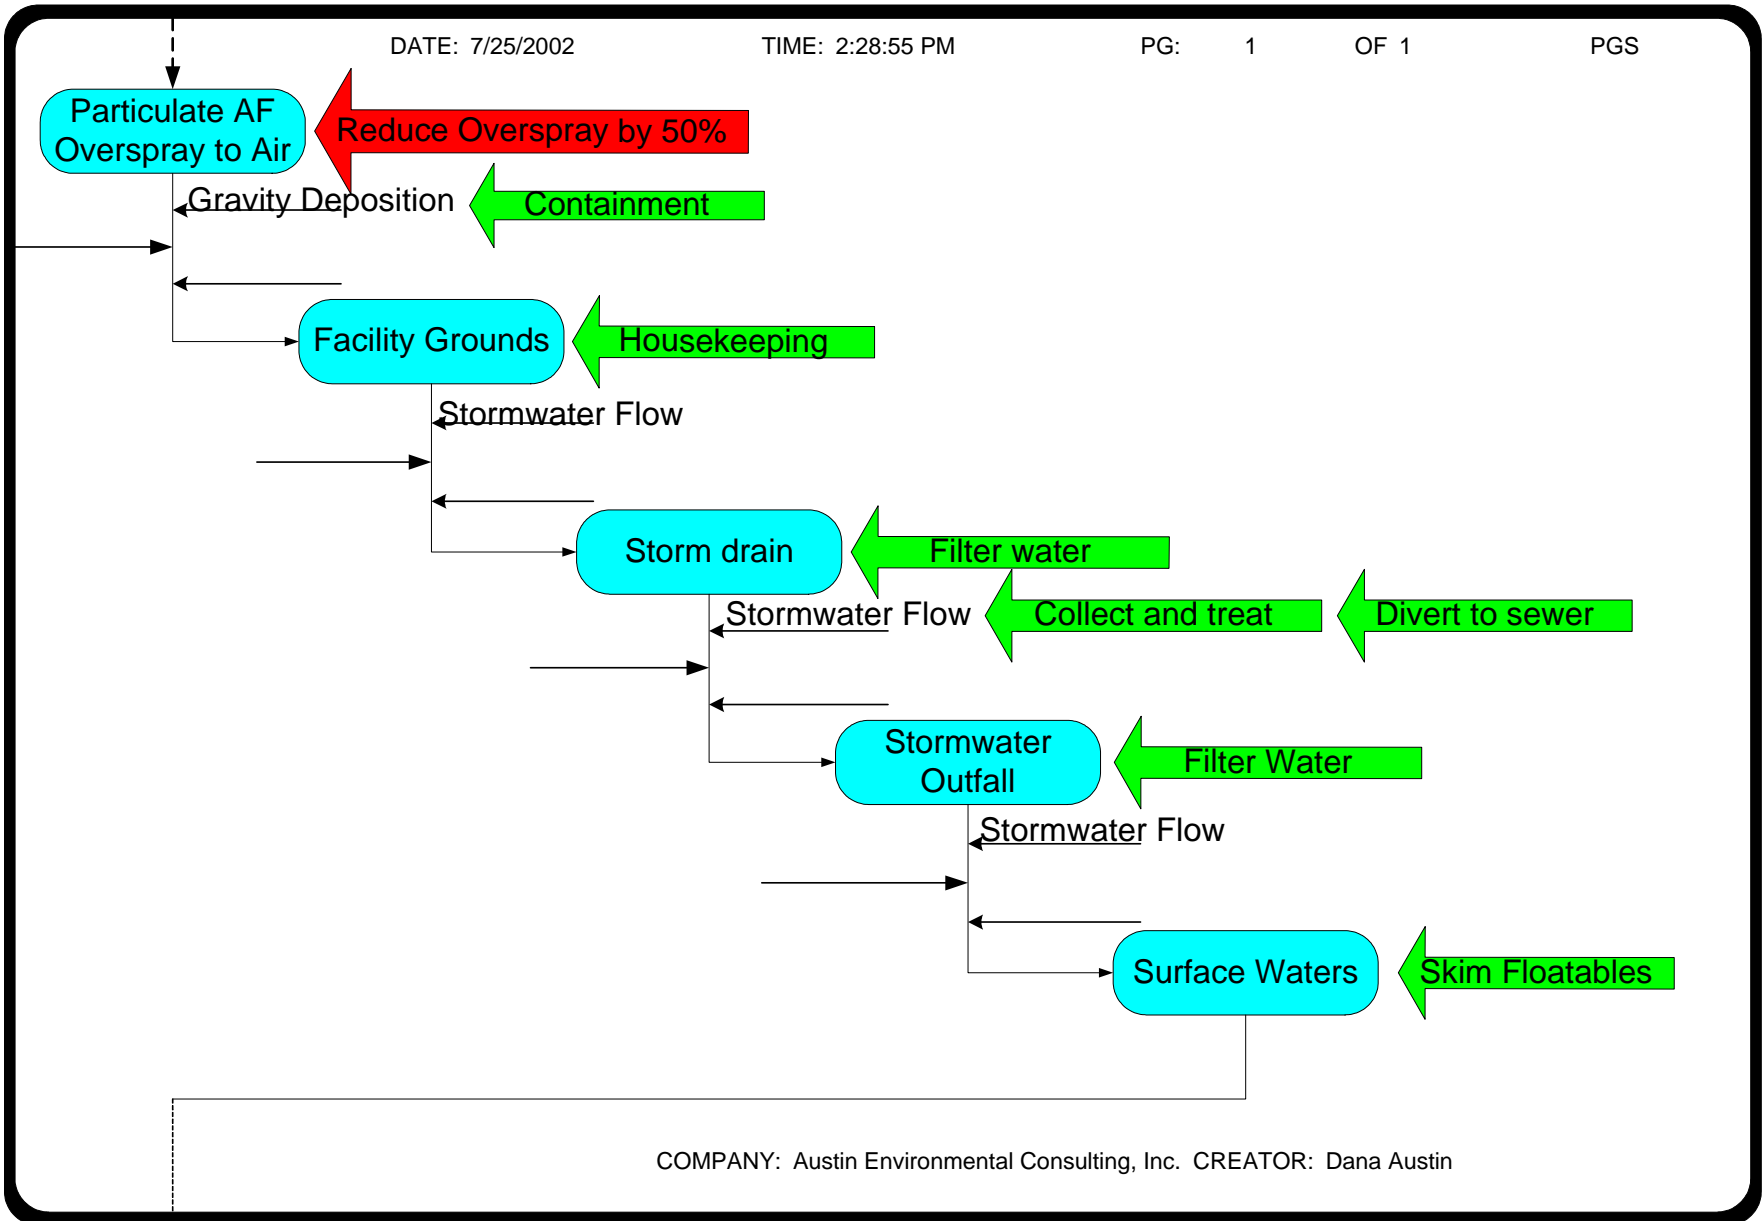 DATE: 7/25/2002 TIME: 2:28:55 PM PG: 1 OF 1 PGS
Particulate AF
Overspray to Air
Reduce Overspray by 50%
Gravity Deposition
Containment
Facility Grounds
Housekeeping
Stormwater Flow
Storm drain
Filter water
Stormwater Flow
Collect and treat
Divert to sewer
Stormwater
Outfall
Filter Water
Stormwater Flow
Surface Waters
Skim Floatables
COMPANY: Austin Environmental Consulting, Inc. CREATOR: Dana Austin